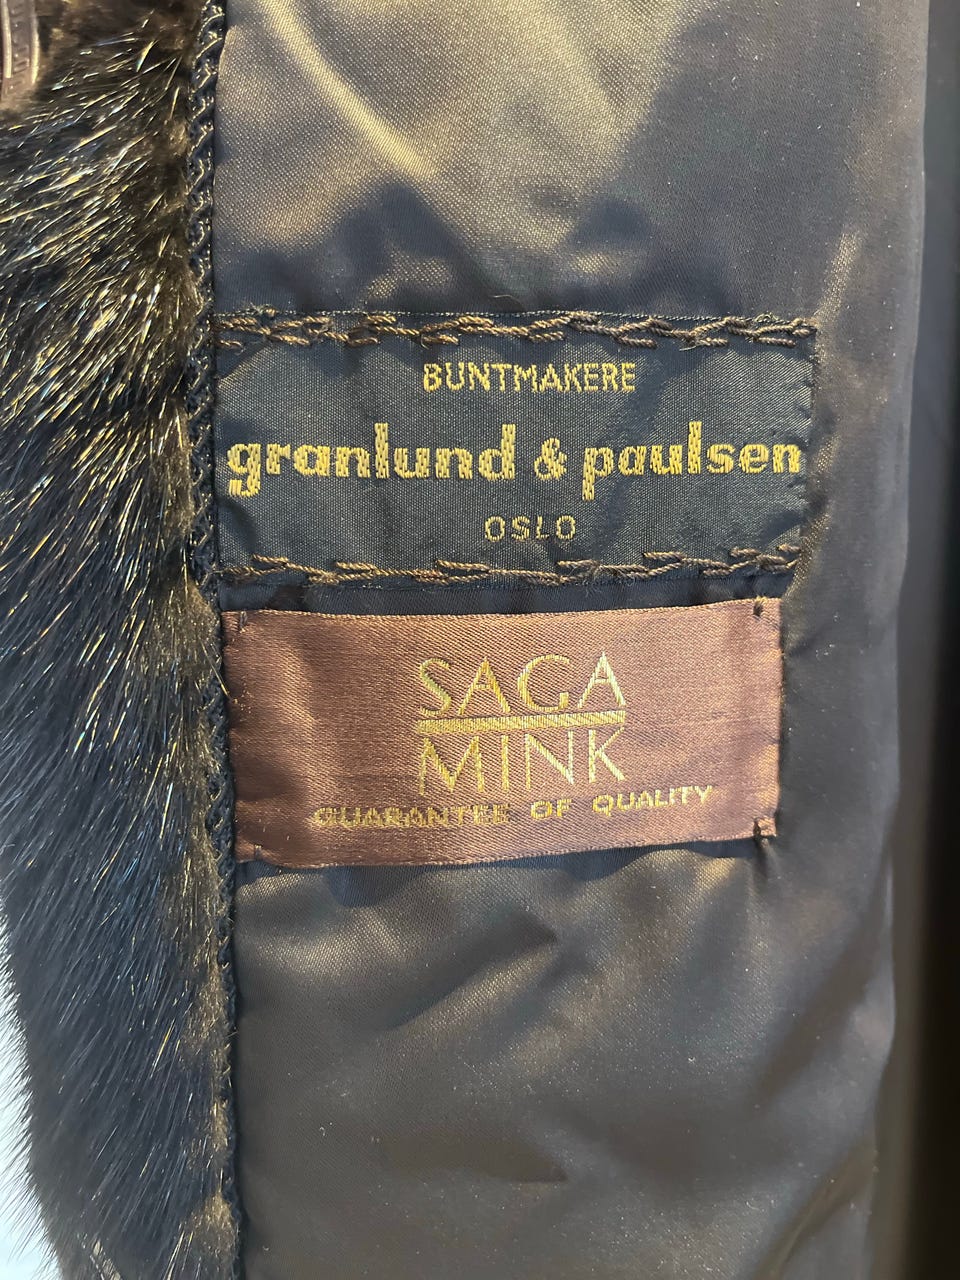 BUNTMAKERE
granlund & paulsen
OSLO
SAGA
MINK
GUARANTEE OF QUALITY